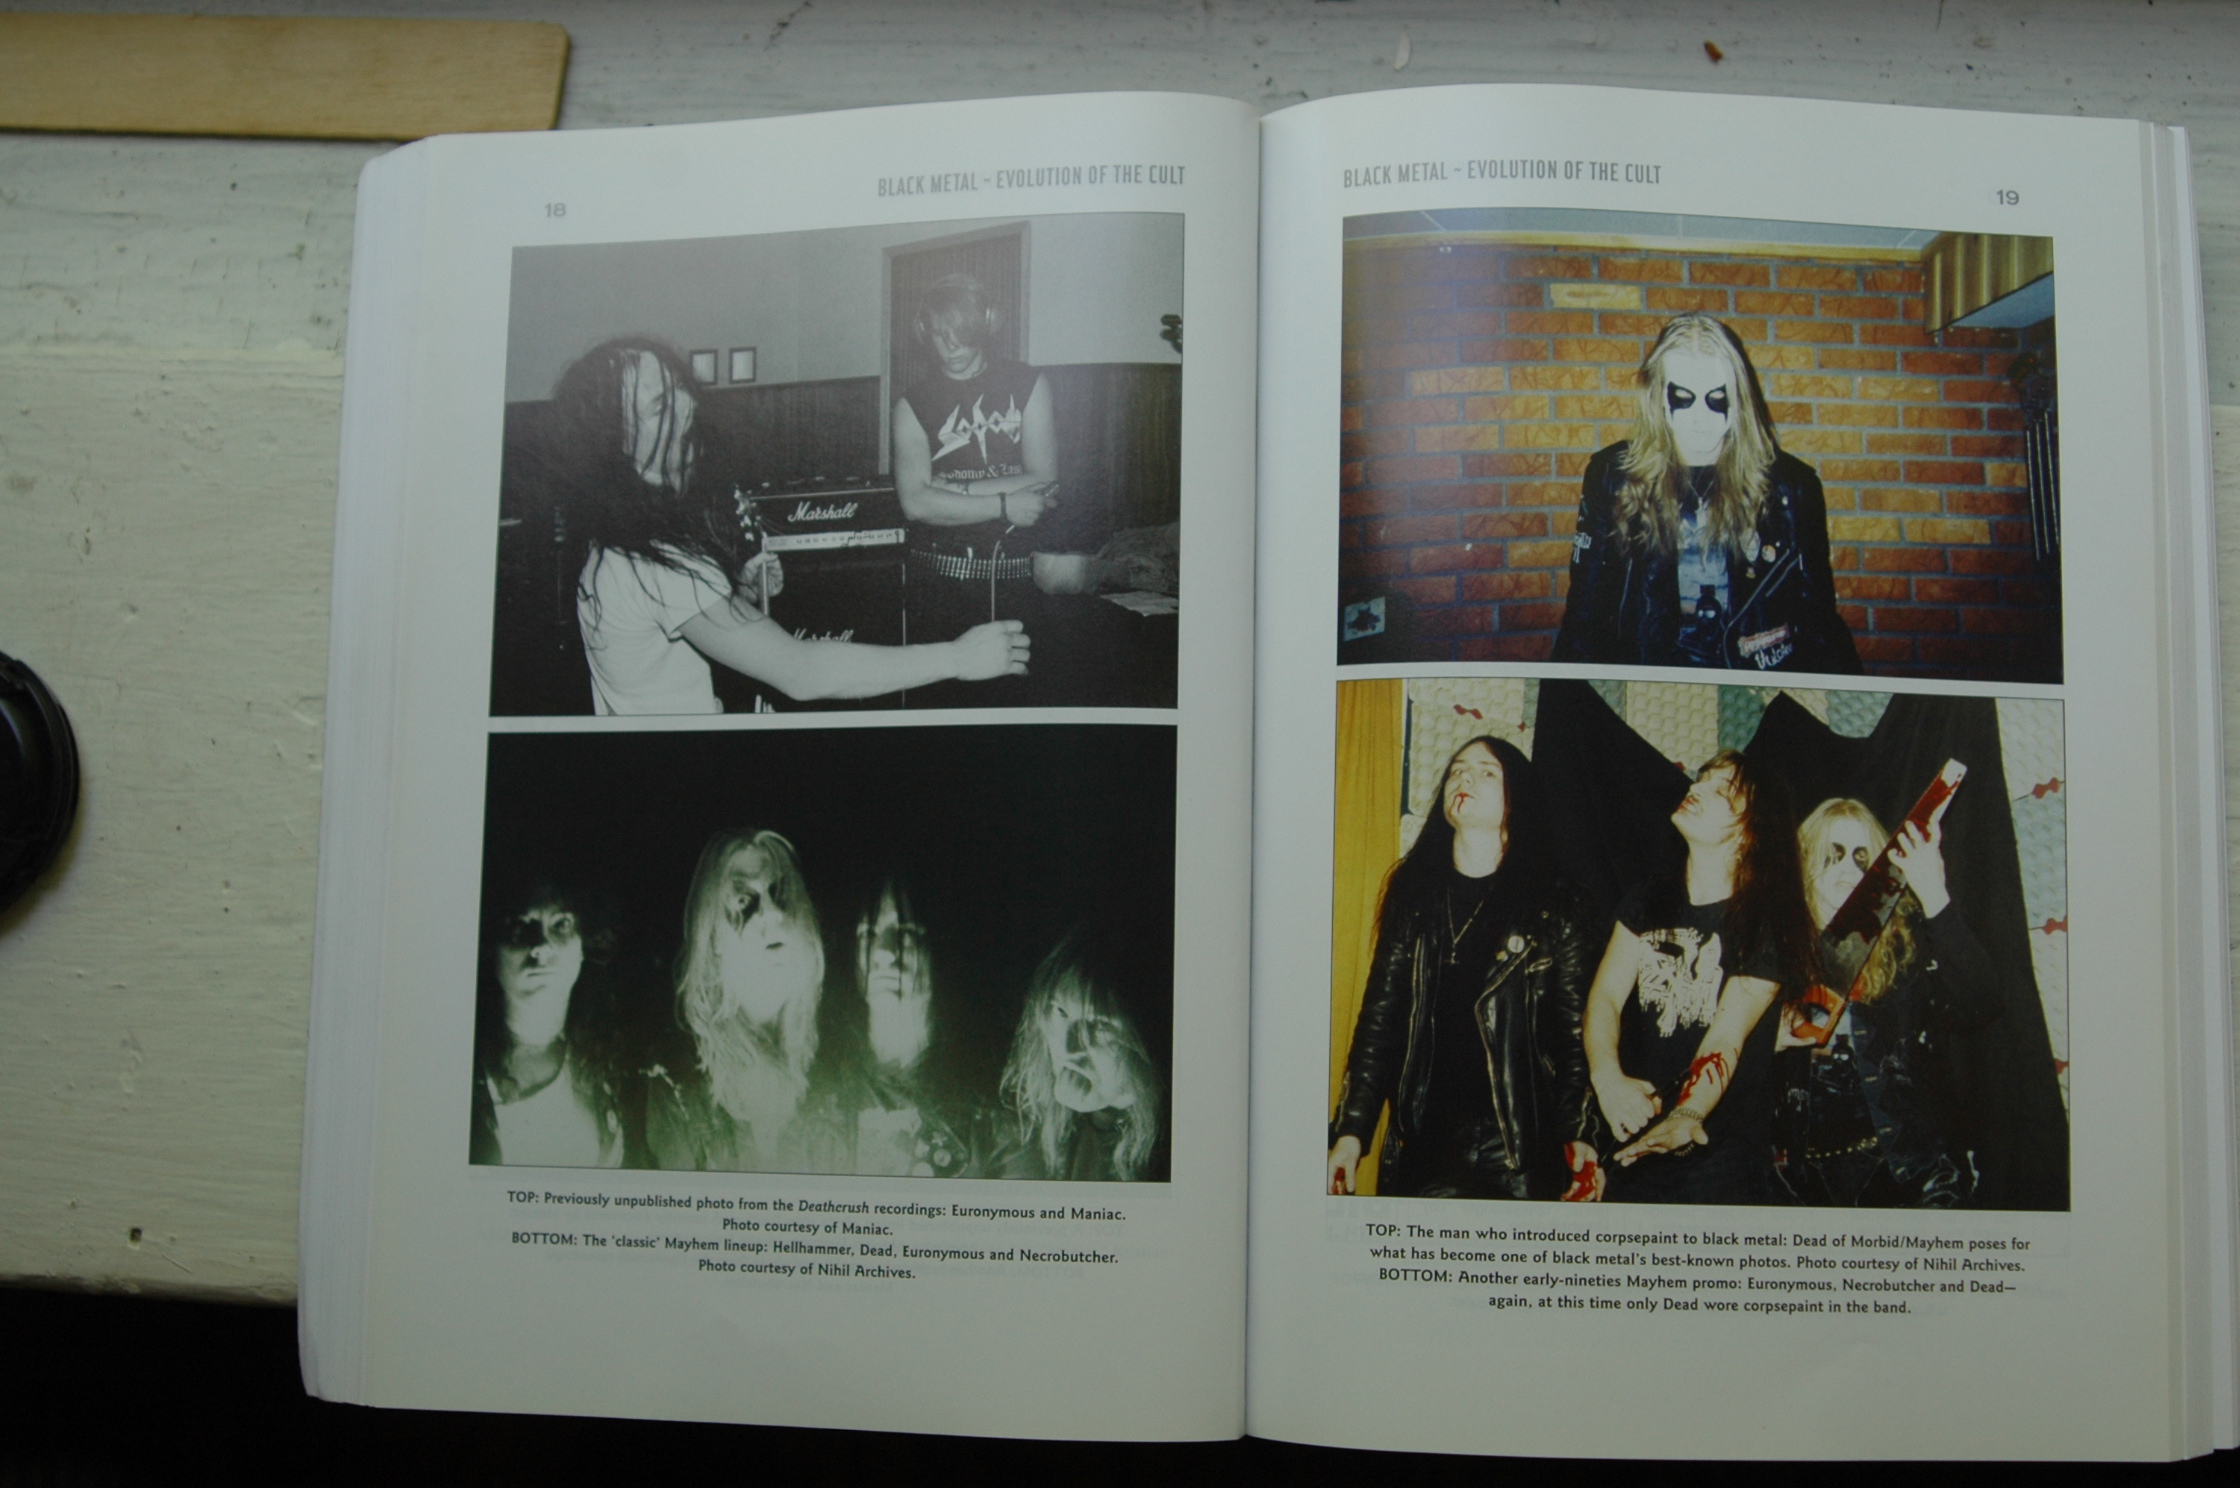 18
BLACK METAL ~ EVOLUTION OF THE CULT
Sodom
Marshall
Marshall
TOP: Previously unpublished photo from the Deathcrush recordings: Euronymous and Maniac.
Photo courtesy of Maniac.
BOTTOM: The 'classic' Mayhem lineup: Hellhammer, Dead, Euronymous and Necrobutcher.
Photo courtesy of Nihil Archives.
BLACK METAL ~ EVOLUTION OF THE CULT
19
TOP: The man who introduced corpsepaint to black metal: Dead of Morbid/Mayhem poses for
what has become one of black metal's best-known photos. Photo courtesy of Nihil Archives.
BOTTOM: Another early-nineties Mayhem promo: Euronymous, Necrobutcher and Dead—
again, at this time only Dead wore corpsepaint in the band.